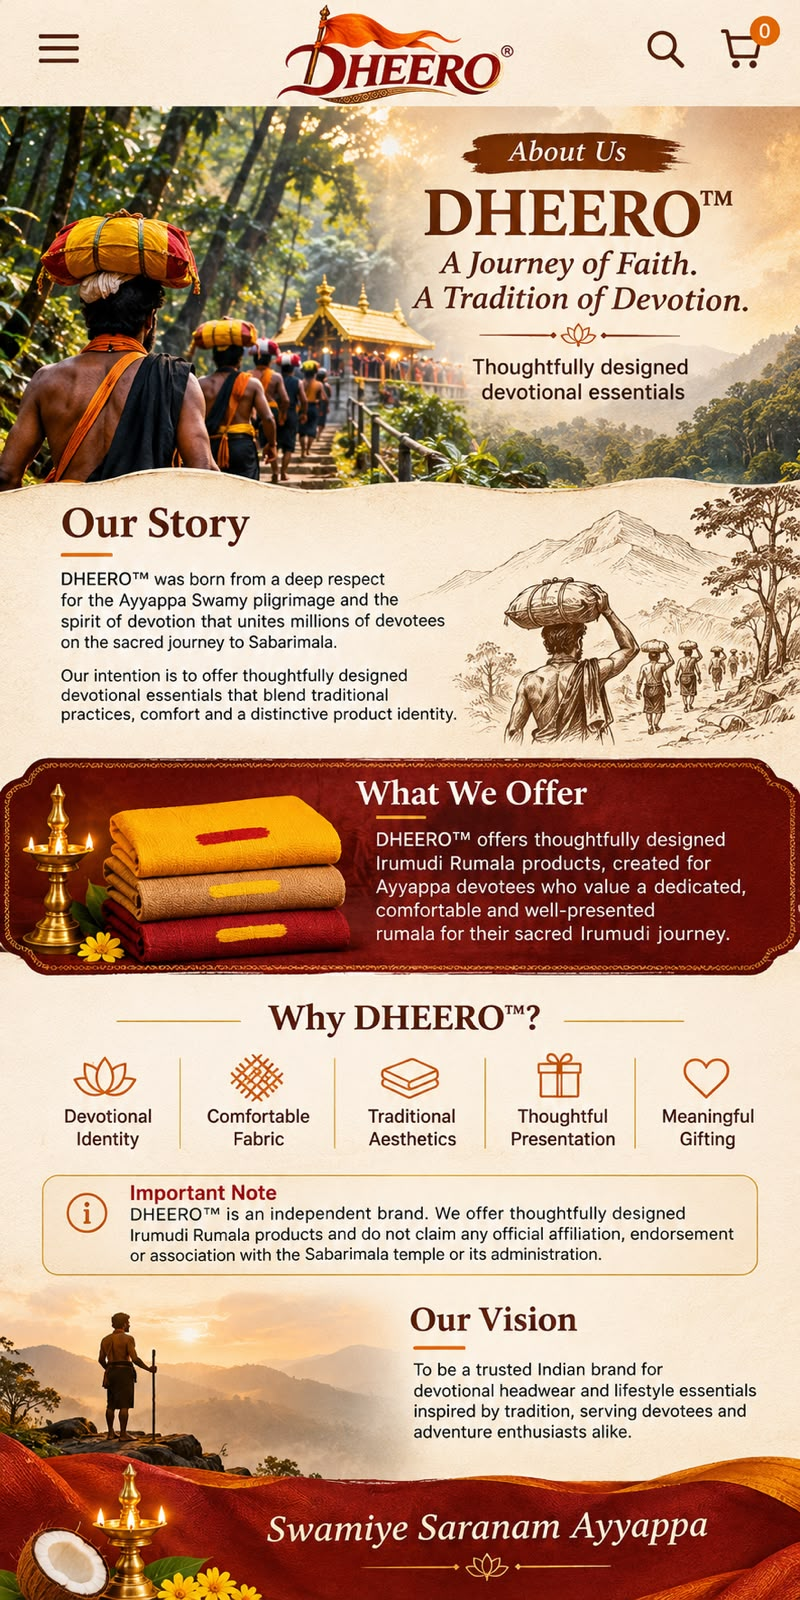 0
DHEERO®
About Us
DHEERO™
A Journey of Faith.
A Tradition of Devotion.
Thoughtfully designed
devotional essentials
Our Story
DHEERO™ was born from a deep respect
for the Ayyappa Swamy pligrimage and the
spirit of devotion that unites millions of devotees
on the sacred journey to Sabarimala.
Our intention is to offer thoughtfully designed
devotional essentials that blend traditional
practices, comfort and a distinctive product identity.
What We Offer
DHEERO™ offers thoughtfully designed
Irumudi Rumala products, created for
Ayyappa devotees who value a dedicated,
comfortable and well-presented
rumala for their sacred Irumudi journey.
Why DHEERO™?
Devotional
Identity
Comfortable
Fabric
Traditional
Aesthetics
Thoughtful
Presentation
Meaningful
Gifting
Important Note
DHEERO™ is an independent brand. We offer thoughtfully designed
Irumudi Rumala products and do not claim any official affiliation, endorsement
or association with the Sabarimala temple or its administration.
Our Vision
To be a trusted Indian brand for
devotional headwear and lifestyle essentials
inspired by tradition, serving devotees and
adventure enthusiasts alike.
Swamiye Saranam Ayyappa